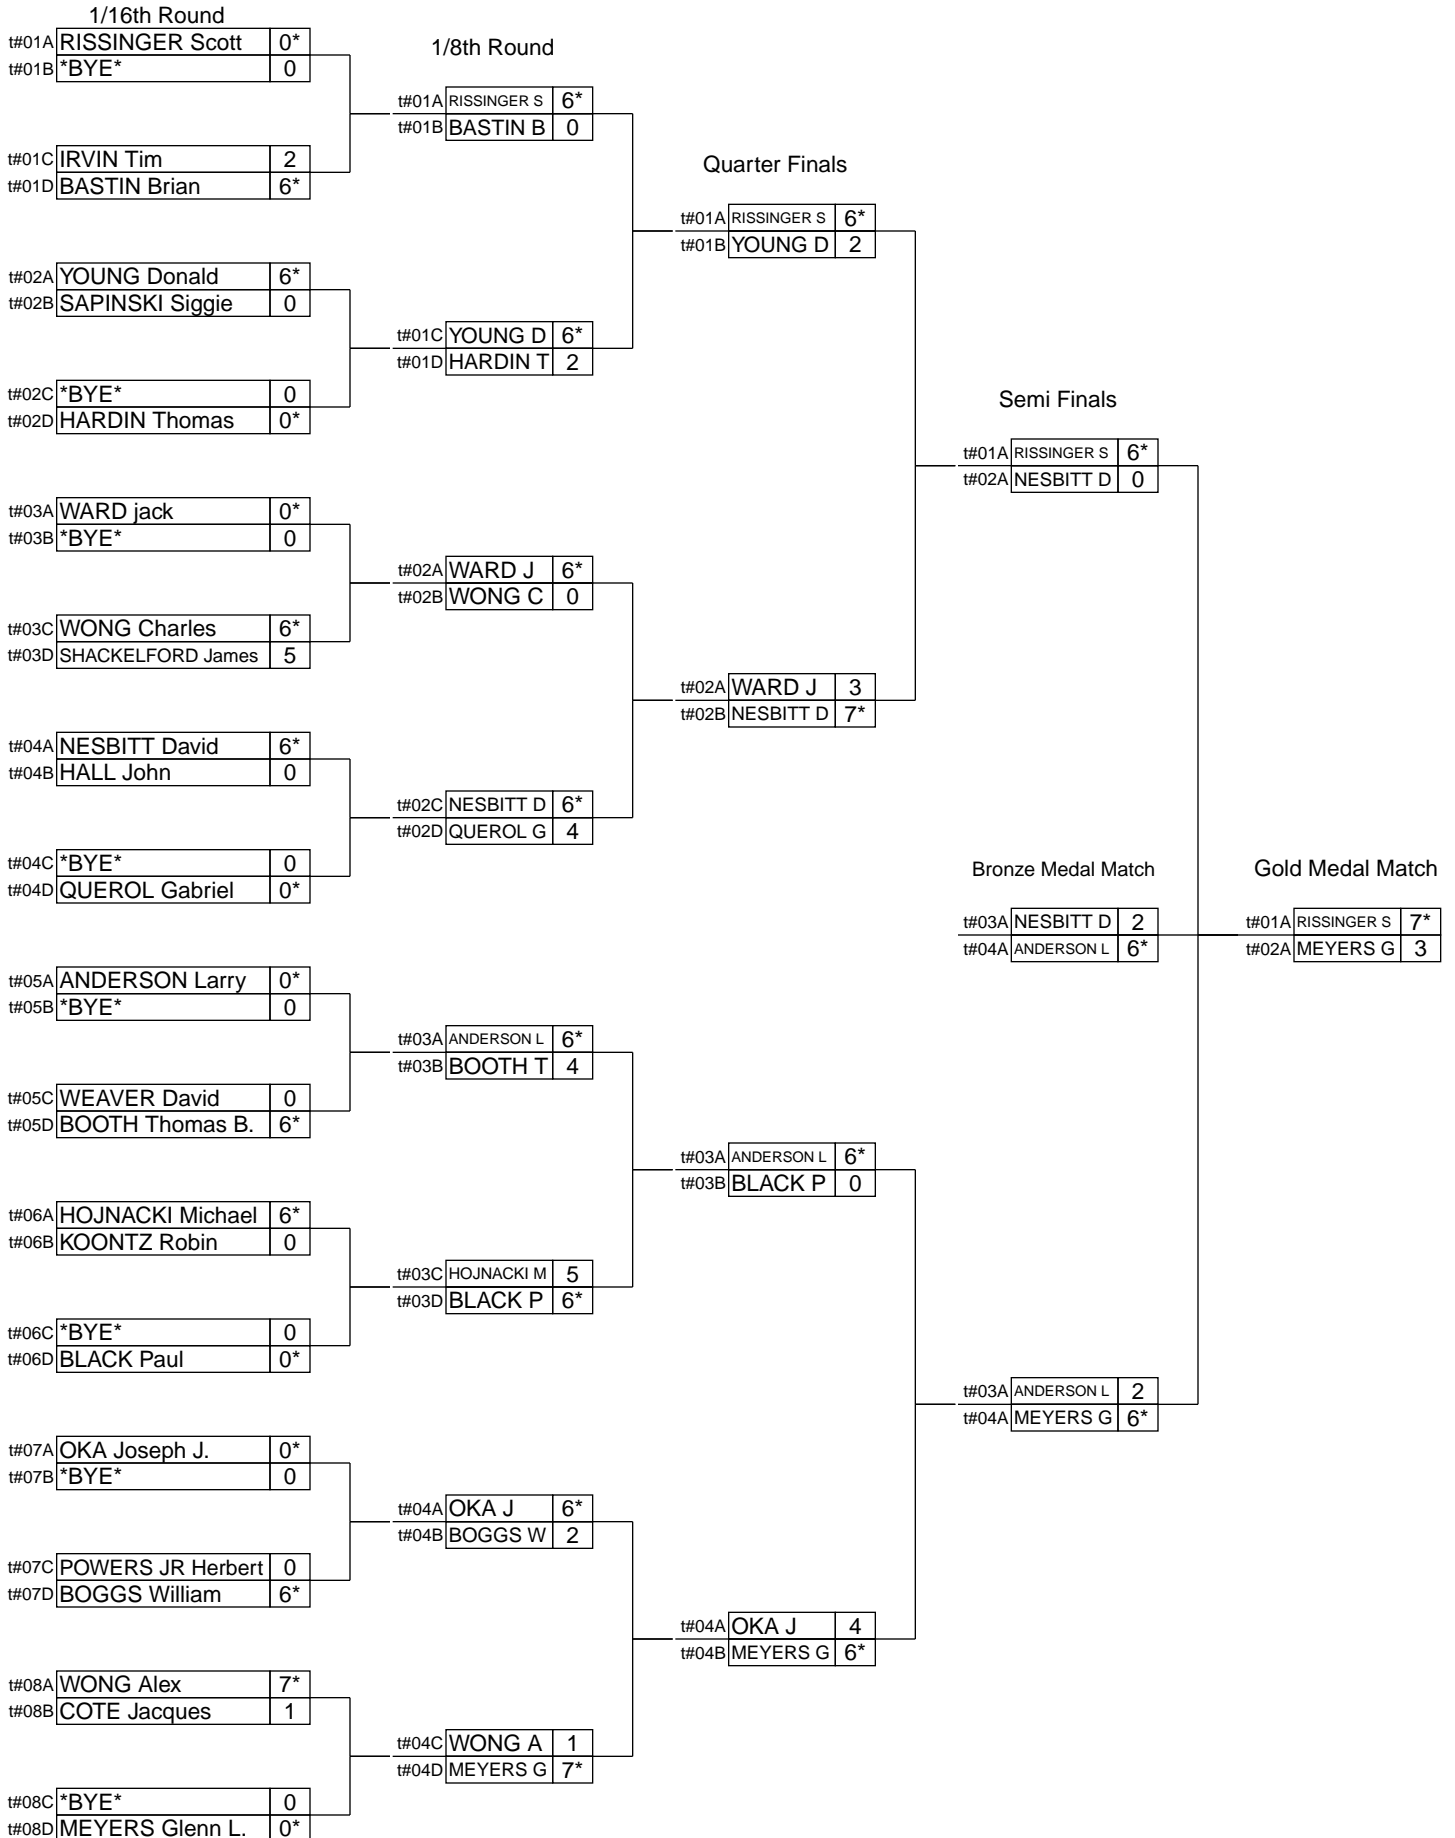 1/16th Round
t#01A RISSINGER Scott 0*
t#01B *BYE* 0
t#01C IRVIN Tim 2
t#01D BASTIN Brian 6*
t#02A YOUNG Donald 6*
t#02B SAPINSKI Siggie 0
t#02C *BYE* 0
t#02D HARDIN Thomas 0*
t#03A WARD jack 0*
t#03B *BYE* 0
t#03C WONG Charles 6*
t#03D SHACKELFORD James 5
t#04A NESBITT David 6*
t#04B HALL John 0
t#04C *BYE* 0
t#04D QUEROL Gabriel 0*
t#05A ANDERSON Larry 0*
t#05B *BYE* 0
t#05C WEAVER David 0
t#05D BOOTH Thomas B. 6*
t#06A HOJNACKI Michael 6*
t#06B KOONTZ Robin 0
t#06C *BYE* 0
t#06D BLACK Paul 0*
t#07A OKA Joseph J. 0*
t#07B *BYE* 0
t#07C POWERS JR Herbert 0
t#07D BOGGS William 6*
t#08A WONG Alex 7*
t#08B COTE Jacques 1
t#08C *BYE* 0
t#08D MEYERS Glenn L. 0*
1/8th Round
t#01A RISSINGER S 6*
t#01B BASTIN B 0
t#01C YOUNG D 6*
t#01D HARDIN T 2
t#02A WARD J 6*
t#02B WONG C 0
t#02C NESBITT D 6*
t#02D QUEROL G 4
t#03A ANDERSON L 6*
t#03B BOOTH T 4
t#03C HOJNACKI M 5
t#03D BLACK P 6*
t#04A OKA J 6*
t#04B BOGGS W 2
t#04C WONG A 1
t#04D MEYERS G 7*
Quarter Finals
t#01A RISSINGER S 6*
t#01B YOUNG D 2
t#02A WARD J 3
t#02B NESBITT D 7*
t#03A ANDERSON L 6*
t#03B BLACK P 0
t#04A OKA J 4
t#04B MEYERS G 6*
Semi Finals
t#01A RISSINGER S 6*
t#02A NESBITT D 0
t#03A ANDERSON L 2
t#04A MEYERS G 6*
Bronze Medal Match
t#03A NESBITT D 2
t#04A ANDERSON L 6*
Gold Medal Match
t#01A RISSINGER S 7*
t#02A MEYERS G 3